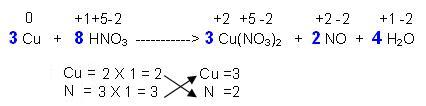 0 +1+5-2 +2 +5 -2 +2 -2 +1 -2
3 Cu + 8 HNO₃ -----------> 3 Cu(NO₃)₂ + 2 NO + 4 H₂O
Cu = 2 X 1 = 2 Cu =3
N = 3 X 1 = 3 N =2